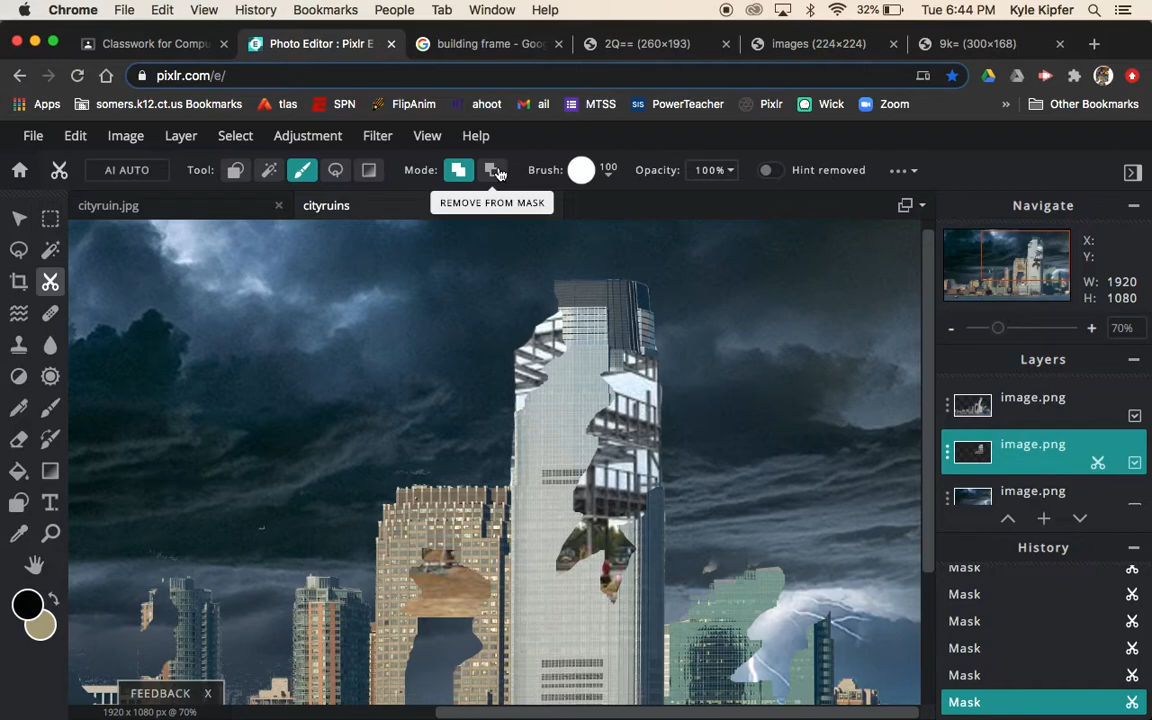 Chrome File Edit View History Bookmarks People Tab Window Help 32% Tue 6:44 PM Kyle Kipfer
Classwork for Compu × Photo Editor : Pixlr E × building frame - Goog × 2Q== (260×193) × images (224×224) × 9k= (300×168) × +
pixlr.com/e/
Apps somers.k12.ct.us Bookmarks tlas SPN FlipAnim ahoot ail MTSS SIS PowerTeacher Pixlr Wick Zoom » Other Bookmarks
File Edit Image Layer Select Adjustment Filter View Help
AI AUTO Tool: Mode: Brush: 100 Opacity: 100% Hint removed
REMOVE FROM MASK
cityruin.jpg × cityruins
Navigate
X:
Y:
W: 1920
H: 1080
70%
Layers
image.png
image.png
image.png
History
Mask
Mask
Mask
Mask
Mask
Mask
FEEDBACK X
1920 x 1080 px @ 70%